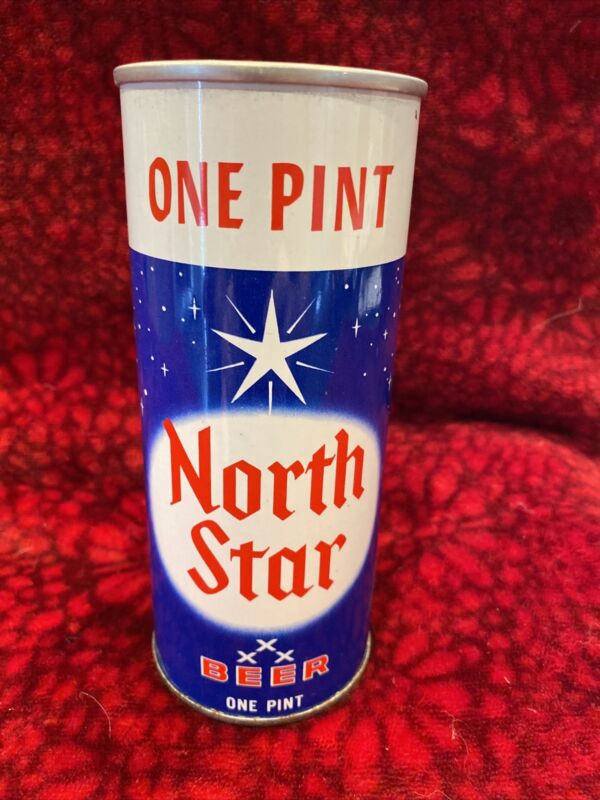 ONE PINT
North
Star
X
X X
BEER
ONE PINT